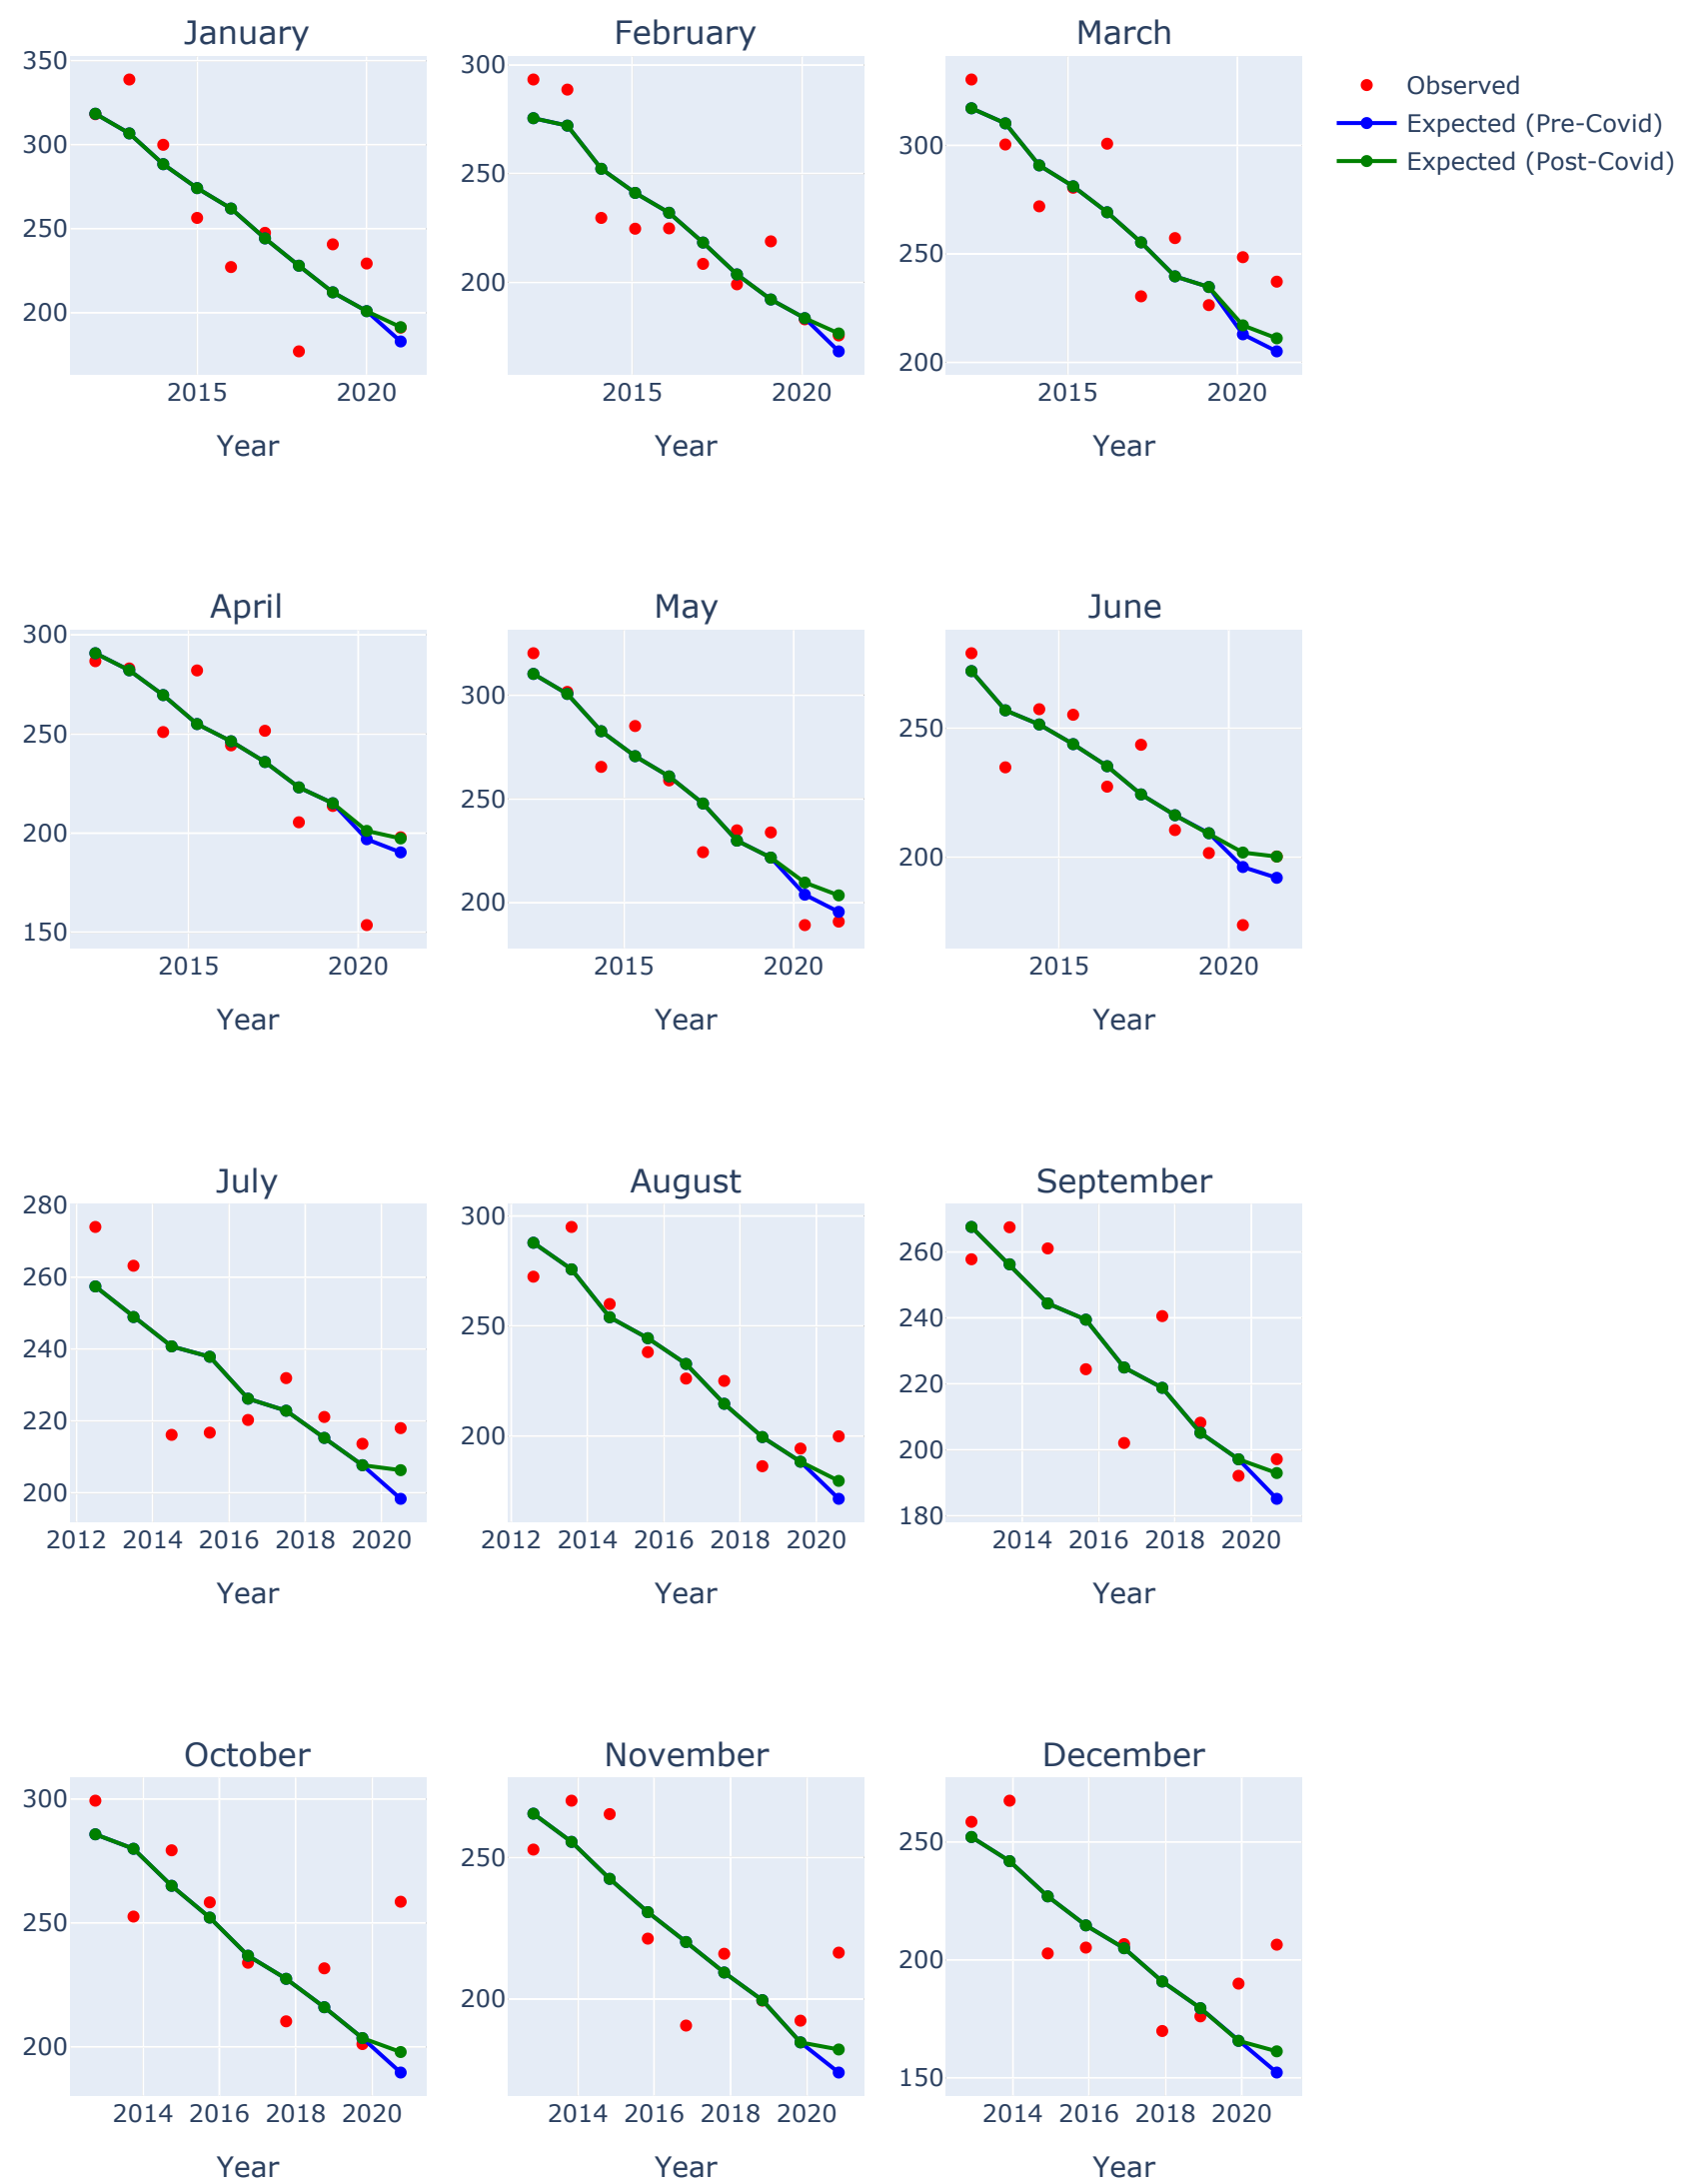 January February March
350
300
250
200
2015 2020
Year
300
250
200
2015 2020
Year
300
250
200
2015 2020
Year
Observed
Expected (Pre-Covid)
Expected (Post-Covid)
April May June
300
250
200
150
2015 2020
Year
300
250
200
2015 2020
Year
250
200
2015 2020
Year
July August September
280
260
240
220
200
2012 2014 2016 2018 2020
Year
300
250
200
2012 2014 2016 2018 2020
Year
260
240
220
200
180
2014 2016 2018 2020
Year
October November December
300
250
200
2014 2016 2018 2020
Year
250
200
2014 2016 2018 2020
Year
250
200
150
2014 2016 2018 2020
Year